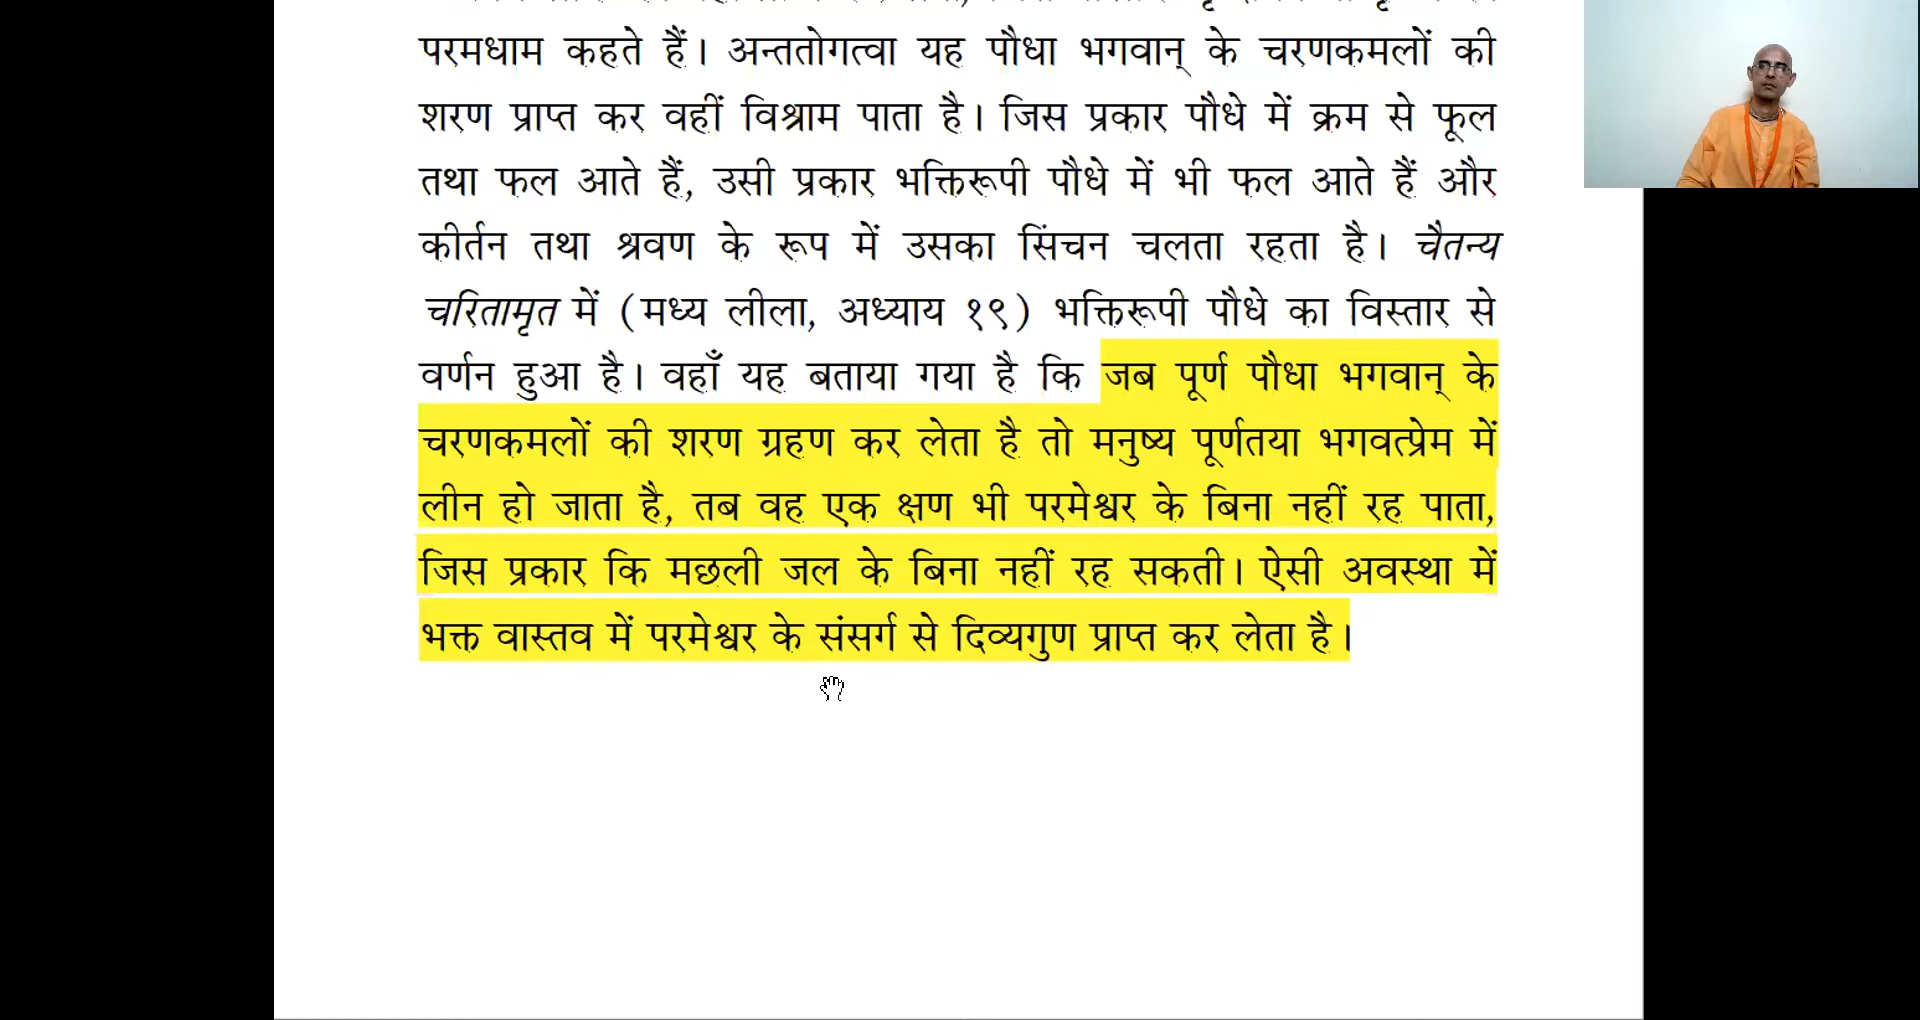 परमधाम कहते हैं। अन्ततोगत्वा यह पौधा भगवान् के चरणकमलों की
शरण प्राप्त कर वहीं विश्राम पाता है। जिस प्रकार पौधे में क्रम से फूल
तथा फल आते हैं, उसी प्रकार भक्तिरूपी पौधे में भी फल आते हैं और
कीर्तन तथा श्रवण के रूप में उसका सिंचन चलता रहता है। चैतन्य
चरितामृत में (मध्य लीला, अध्याय १९) भक्तिरूपी पौधे का विस्तार से
वर्णन हुआ है। वहाँ यह बताया गया है कि जब पूर्ण पौधा भगवान् के
चरणकमलों की शरण ग्रहण कर लेता है तो मनुष्य पूर्णतया भगवत्प्रेम में
लीन हो जाता है, तब वह एक क्षण भी परमेश्वर के बिना नहीं रह पाता,
जिस प्रकार कि मछली जल के बिना नहीं रह सकती। ऐसी अवस्था में
भक्त वास्तव में परमेश्वर के संसर्ग से दिव्यगुण प्राप्त कर लेता है।